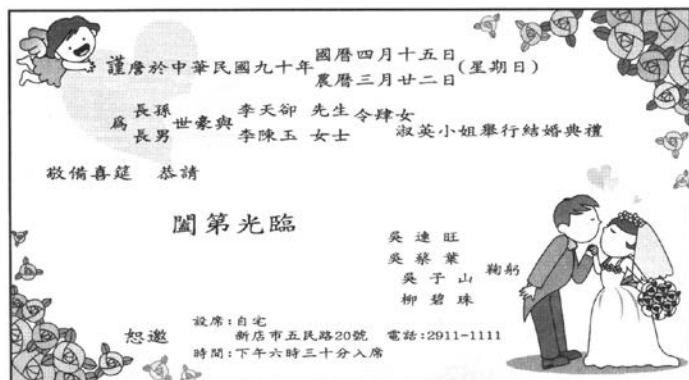 謹詹於中華民國九十年國曆四月十五日
農曆三月廿二日(星期日)
為長孫
長男世豪與李天卻 先生
李陳玉 女士令肆女
淑英小姐舉行結婚典禮
敬備喜筵 恭請
闔第光臨
吳速旺
吳蔡葉
吳子山
柳碧珠
鞠躬
恕邀
設席:自宅
新店市五民路20號 電話:2911-1111
時間:下午六時三十分入席